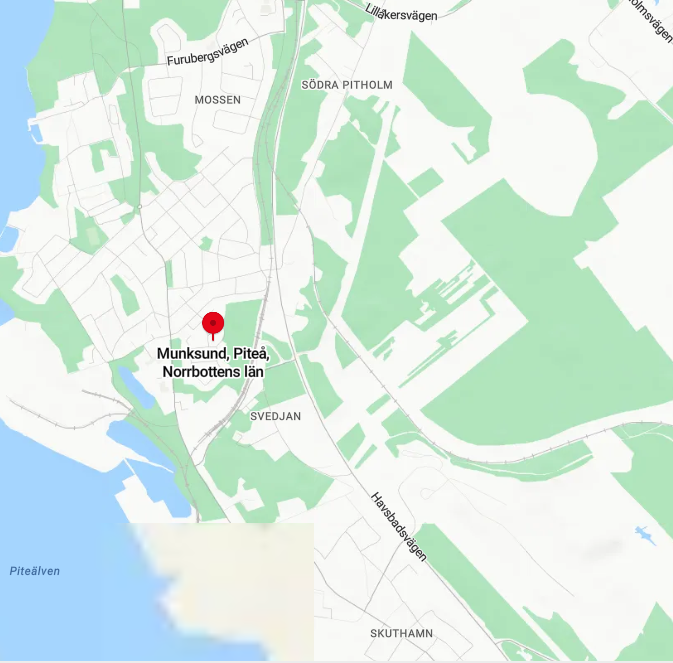 Lillåkersvägen
Furubergsvägen
SÖDRA PITHOLM
MOSSEN
Munksund, Piteå,
Norrbottens län
SVEDJAN
Havsbadsvägen
Piteälven
SKUTHAMN